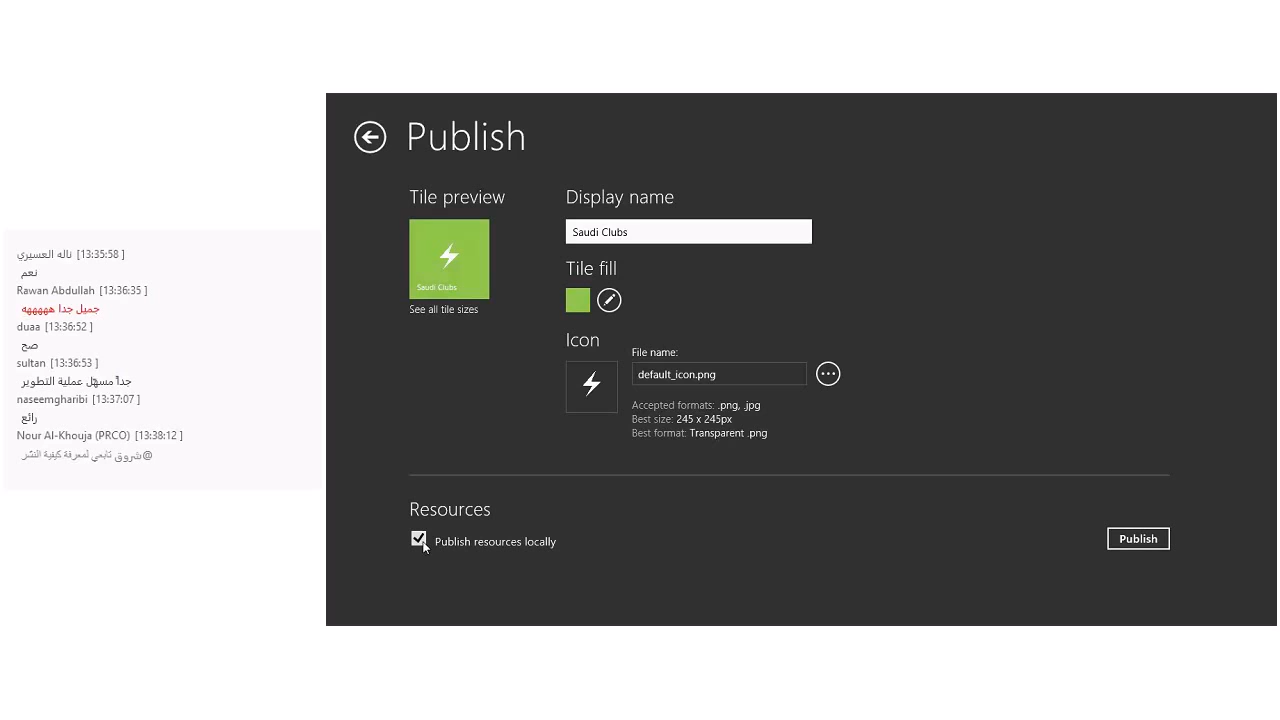 ناله العسيري [13:35:58 ]
نعم
Rawan Abdullah [13:36:35 ]
جميل جدا ههههه
duaa [13:36:52 ]
صح
sultan [13:36:53 ]
جداً مسهّل عملية التطوير
naseemgharibi [13:37:07 ]
رائع
Nour Al-Khouja (PRCO) [13:38:12 ]
@شروق تابعي لمعرفة كيفية النشر
Publish
Tile preview
Saudi Clubs
See all tile sizes
Display name
Saudi Clubs
Tile fill
Icon
File name:
default_icon.png
Accepted formats: .png, .jpg
Best size: 245 x 245px
Best format: Transparent .png
Resources
Publish resources locally
Publish